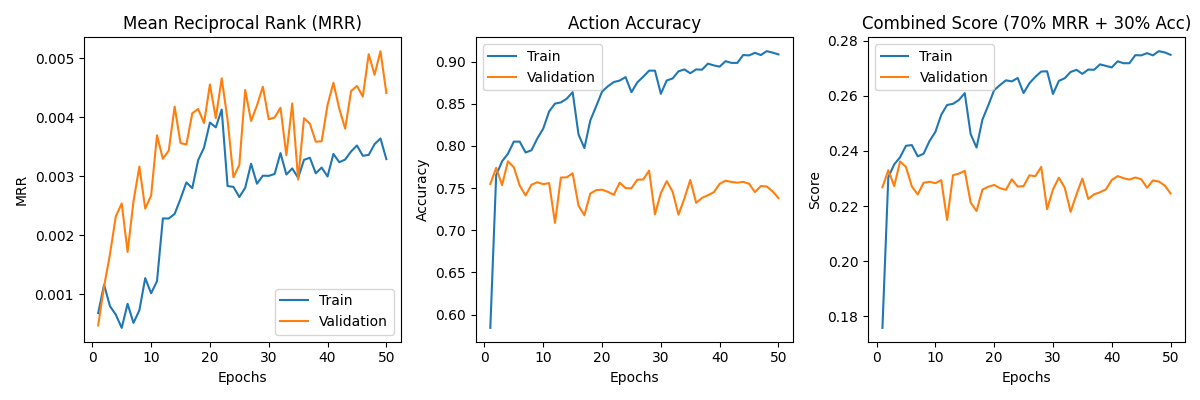 Mean Reciprocal Rank (MRR)
MRR
0.005
0.004
0.003
0.002
0.001
0 10 20 30 40 50
Epochs
Train
Validation
Action Accuracy
Accuracy
0.90
0.85
0.80
0.75
0.70
0.65
0.60
0 10 20 30 40 50
Epochs
Train
Validation
Combined Score (70% MRR + 30% Acc)
Score
0.28
0.26
0.24
0.22
0.20
0.18
0 10 20 30 40 50
Epochs
Train
Validation